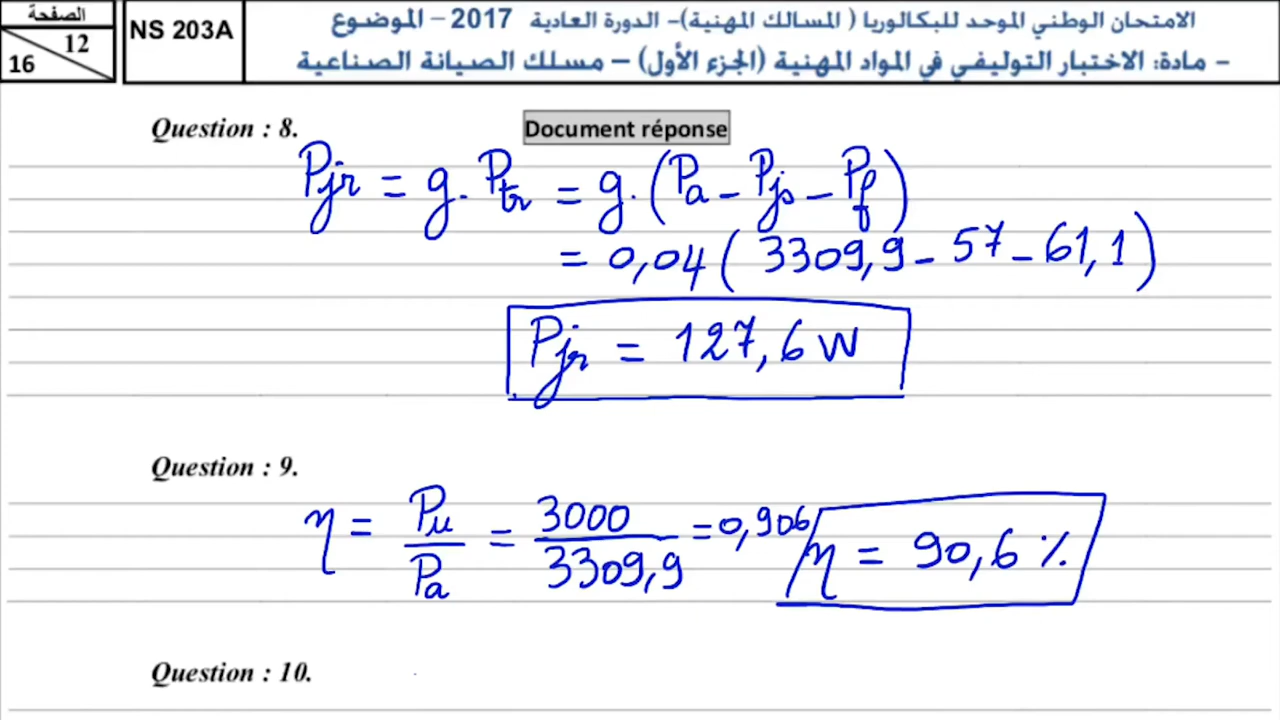 الصفحة
12
16
NS 203A
الامتحان الوطني الموحد للبكالوريا ( المسالك المهنية)- الدورة العادية 2017 – الموضوع
- مادة: الاختبار التوليفي في المواد المهنية (الجزء الأول) – مسلك الصيانة الصناعية
Question : 8.
Document réponse
Pjr = g. Ptr = g. (Pa - Pjs - Pf)
= 0,04 ( 3309,9 - 57 - 61,1 )
Pjr = 127,6 W
Question : 9.
η = Pu / Pa = 3000 / 3309,9 = 0,906
η = 90,6 %
Question : 10.